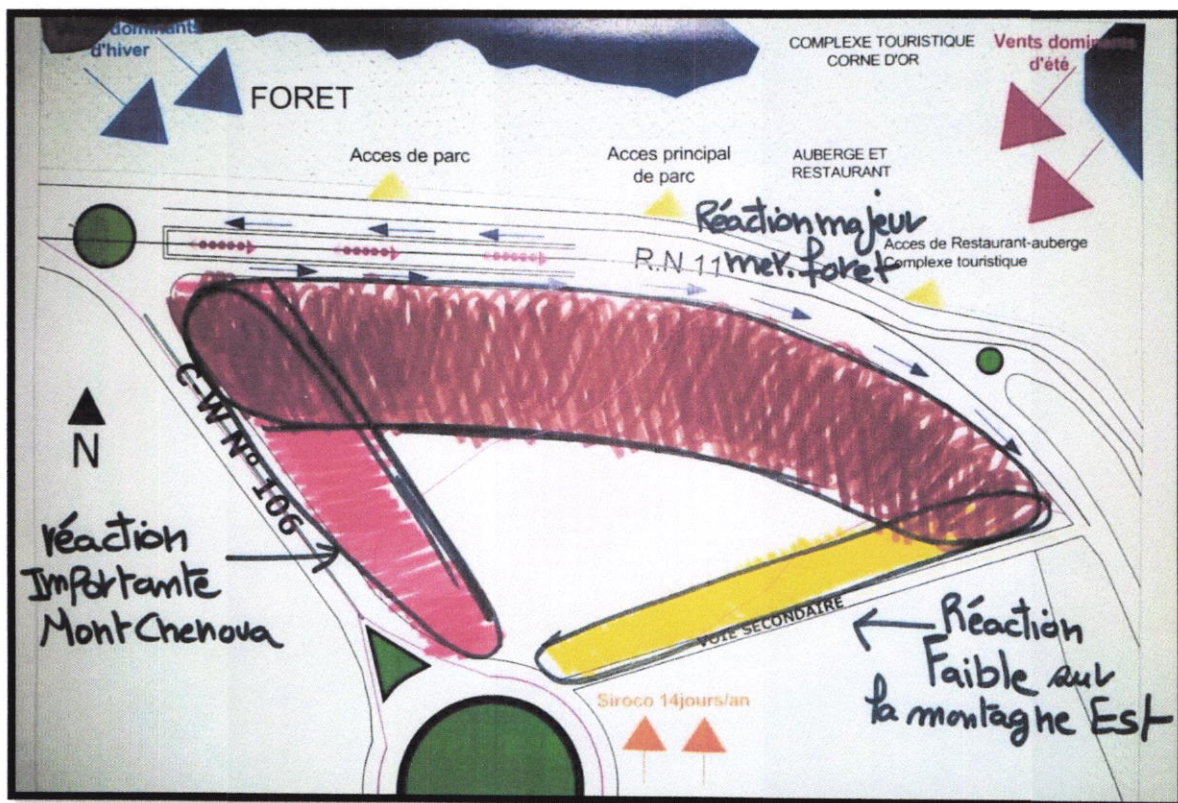 dominants
d'hiver
FORET
COMPLEXE TOURISTIQUE
CORNE D'OR
Vents dominants
d'été
Acces de parc
Acces principal
de parc
AUBERGE ET
RESTAURANT
Réaction majeur
mer. foret
R.N 11
Acces de Restaurant-auberge
Complexe touristique
C W N° 106
N
réaction
Importante
Mont Chenoua
VOIE SECONDAIRE
Réaction
Faible sur
la montagne Est
Siroco 14jours/an